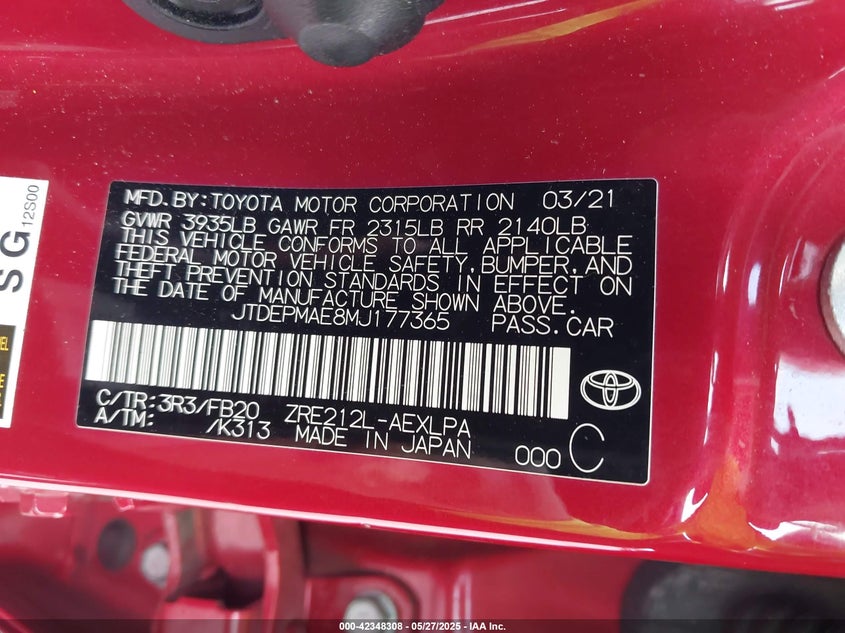 MFD.BY:TOYOTA MOTOR CORPORATION 03/21
GVWR 3935LB GAWR FR 2315LB RR 2140LB
THIS VEHICLE CONFORMS TO ALL APPLICABLE
FEDERAL MOTOR VEHICLE SAFETY,BUMPER,AND
THEFT PREVENTION STANDARDS IN EFFECT ON
THE DATE OF MANUFACTURE SHOWN ABOVE.
JTDEPMAE8MJ177365 PASS.CAR
C/TR:3R3/FB20 ZRE212L-AEXLPA
A/TM: /K313 MADE IN JAPAN 000 C
SG
12S00
000-42348308 - 05/27/2025 - IAA Inc.